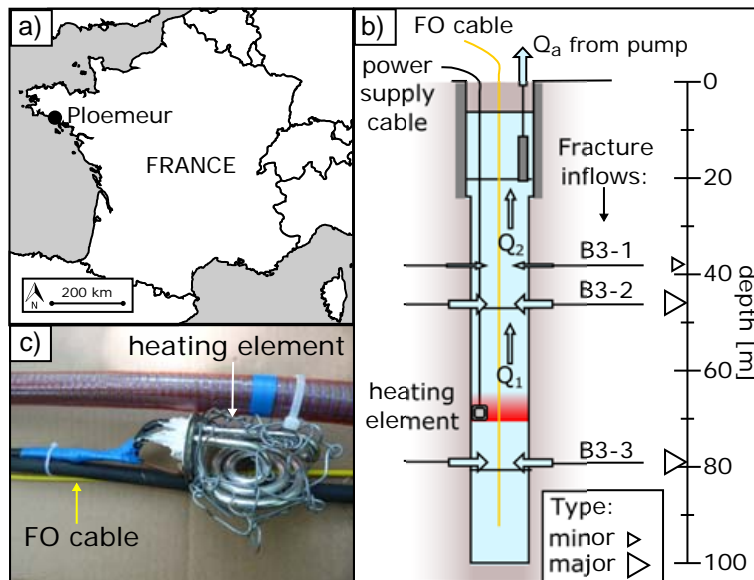 a)
Ploemeur
FRANCE
N
200 km
b)
FO cable
Qa from pump
power
supply
cable
Fracture
inflows:
Q2
B3-1
B3-2
Q1
heating
element
B3-3
Type:
minor
major
0
20
40
60
80
100
depth [m]
c)
heating element
FO cable